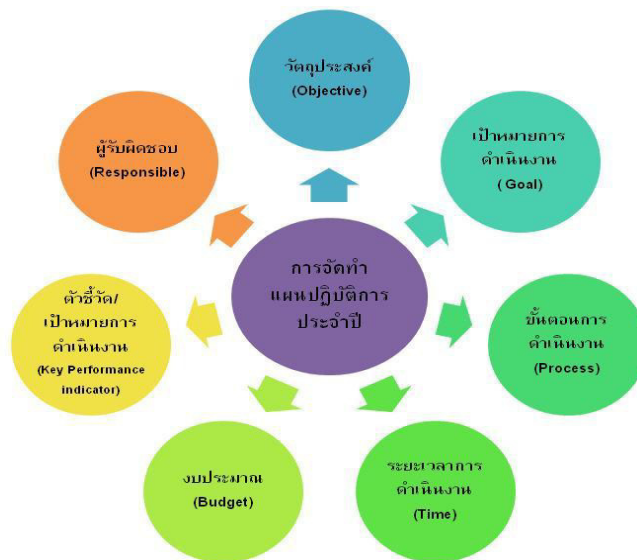 วัตถุประสงค์
(Objective)
เป้าหมายการ
ดำเนินงาน
( Goal)
ขั้นตอนการ
ดำเนินงาน
(Process)
ระยะเวลาการ
ดำเนินงาน
(Time)
งบประมาณ
(Budget)
ตัวชี้วัด/
เป้าหมายการ
ดำเนินงาน
(Key Performance
indicator)
ผู้รับผิดชอบ
(Responsible)
การจัดทำ
แผนปฏิบัติการ
ประจำปี